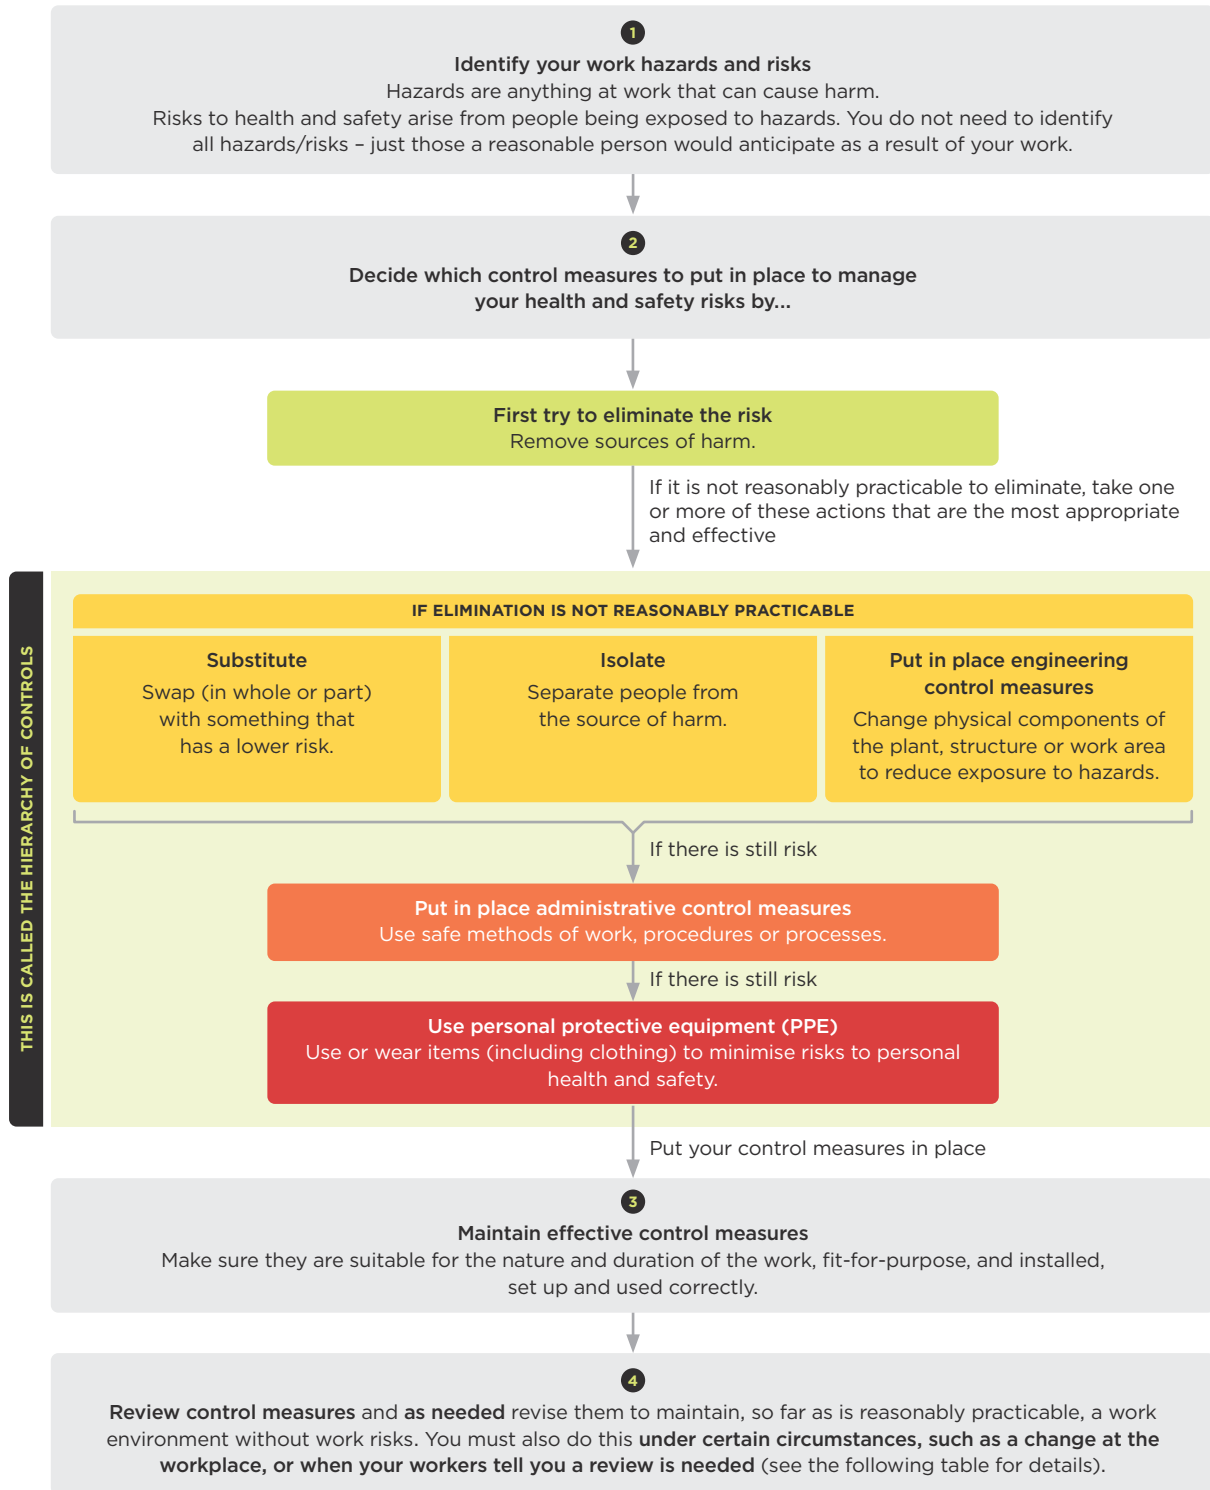 1
Identify your work hazards and risks
Hazards are anything at work that can cause harm.
Risks to health and safety arise from people being exposed to hazards. You do not need to identify
all hazards/risks – just those a reasonable person would anticipate as a result of your work.
2
Decide which control measures to put in place to manage
your health and safety risks by...
First try to eliminate the risk
Remove sources of harm.
If it is not reasonably practicable to eliminate, take one
or more of these actions that are the most appropriate
and effective
THIS IS CALLED THE HIERARCHY OF CONTROLS
IF ELIMINATION IS NOT REASONABLY PRACTICABLE
Substitute
Swap (in whole or part)
with something that
has a lower risk.
Isolate
Separate people from
the source of harm.
Put in place engineering
control measures
Change physical components of
the plant, structure or work area
to reduce exposure to hazards.
If there is still risk
Put in place administrative control measures
Use safe methods of work, procedures or processes.
If there is still risk
Use personal protective equipment (PPE)
Use or wear items (including clothing) to minimise risks to personal
health and safety.
Put your control measures in place
3
Maintain effective control measures
Make sure they are suitable for the nature and duration of the work, fit-for-purpose, and installed,
set up and used correctly.
4
Review control measures and as needed revise them to maintain, so far as is reasonably practicable, a work
environment without work risks. You must also do this under certain circumstances, such as a change at the
workplace, or when your workers tell you a review is needed (see the following table for details).